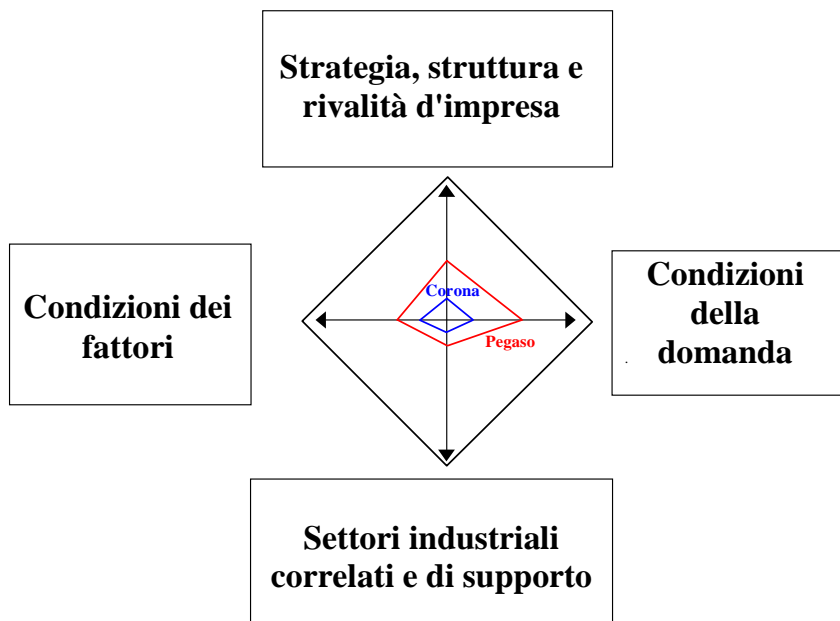 Strategia, struttura e
rivalità d'impresa
Condizioni dei
fattori
Corona
Pegaso
Condizioni
della
domanda
Settori industriali
correlati e di supporto